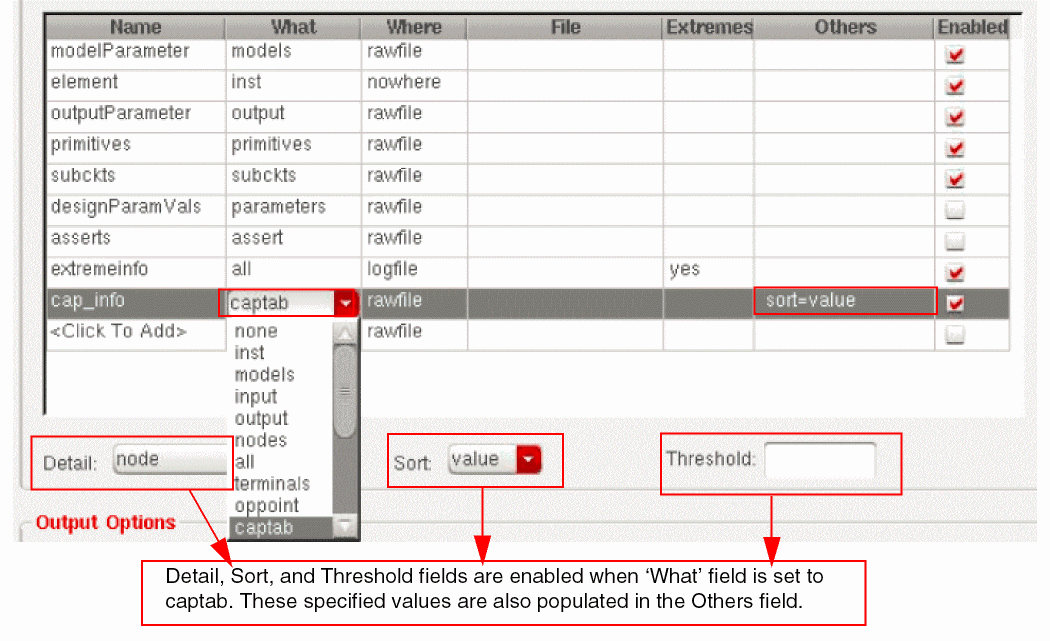 Name What Where File Extremes Others Enabled
modelParameter models rawfile
element inst nowhere
outputParameter output rawfile
primitives primitives rawfile
subckts subckts rawfile
designParamVals parameters rawfile
asserts assert rawfile
extremeinfo all logfile yes
cap_info captab rawfile sort=value
<Click To Add> rawfile
none
inst
models
input
output
nodes
all
terminals
oppoint
captab
Detail: node Sort: value Threshold:
Output Options
Detail, Sort, and Threshold fields are enabled when ‘What’ field is set to
captab. These specified values are also populated in the Others field.